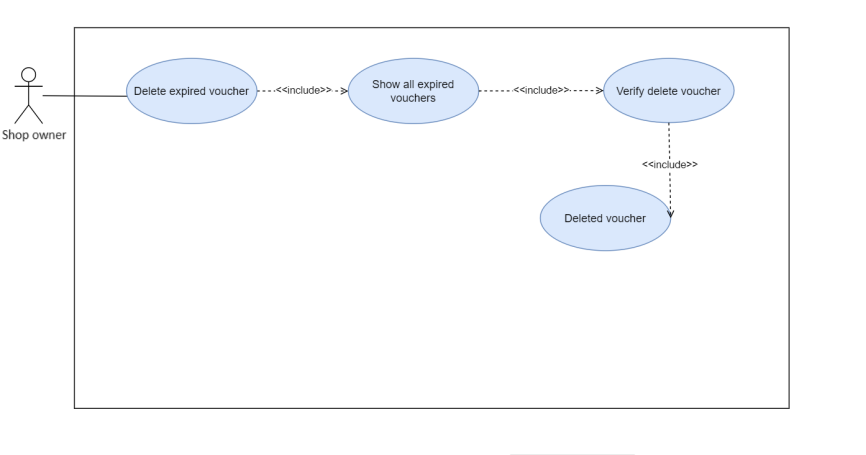 Delete expired voucher
<<include>>
Show all expired
vouchers
<<include>>
Verify delete voucher
Shop owner
<<include>>
Deleted voucher